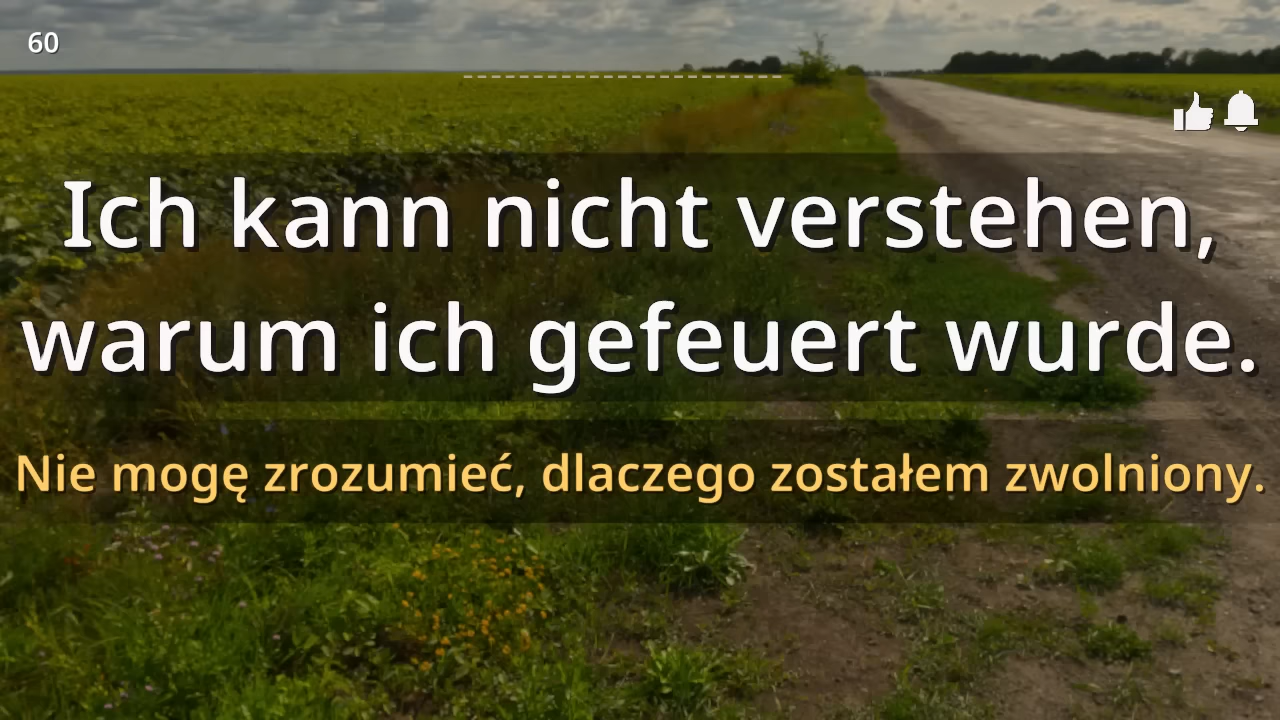 60
Ich kann nicht verstehen,
warum ich gefeuert wurde.
Nie mogę zrozumieć, dlaczego zostałem zwolniony.